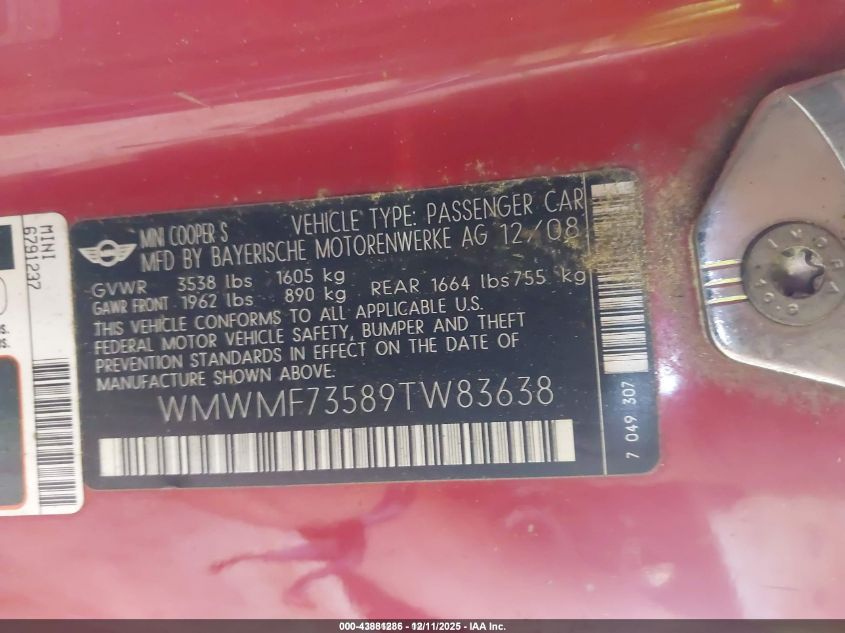 MINI
6791237
MINI COOPER S VEHICLE TYPE: PASSENGER CAR
MFD BY BAYERISCHE MOTORENWERKE AG 12/08
GVWR 3538 lbs 1605 kg
GAWR FRONT 1962 lbs 890 kg REAR 1664 lbs 755 kg
THIS VEHICLE CONFORMS TO ALL APPLICABLE U.S.
FEDERAL MOTOR VEHICLE SAFETY, BUMPER AND THEFT
PREVENTION STANDARDS IN EFFECT ON THE DATE OF
MANUFACTURE SHOWN ABOVE:
WMWMF73589TW83638
7 049 307
000-43881286 - 12/11/2025 - IAA Inc.